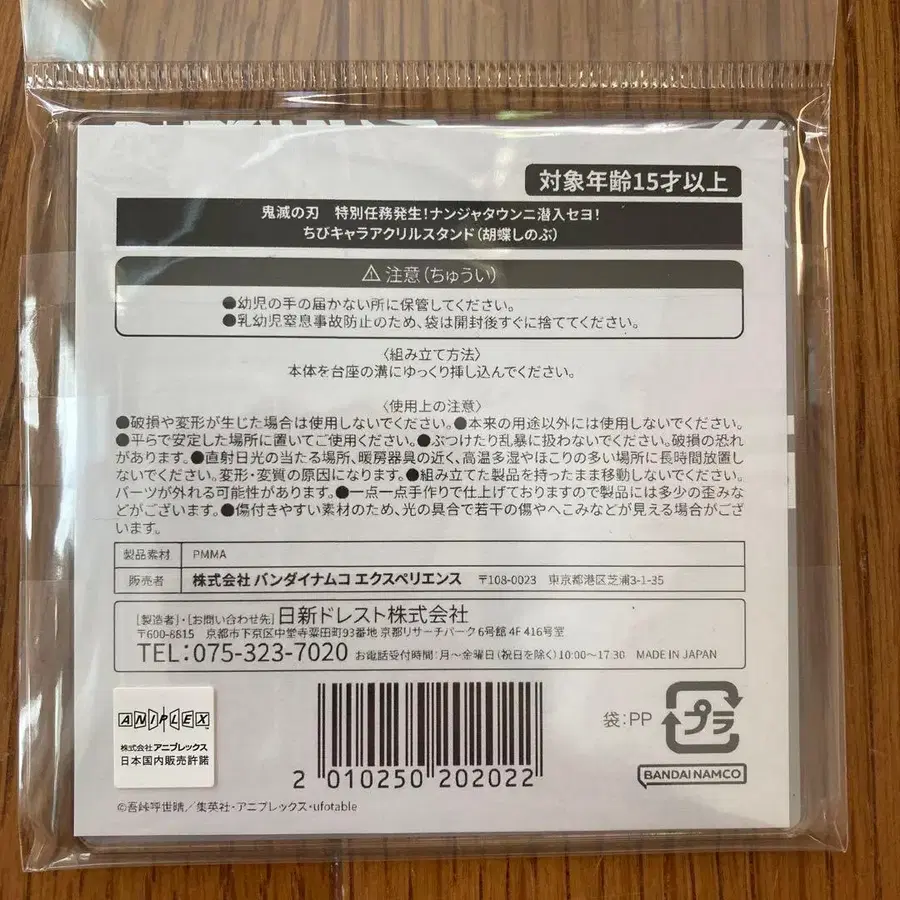 対象年齢15才以上
鬼滅の刃 特別任務発生!ナンジャタウンニ潜入セヨ!
ちびキャラアクリルスタンド(胡蝶しのぶ)
⚠注意(ちゅうい)
●幼児の手の届かない所に保管してください。
●乳幼児窒息事故防止のため、袋は開封後すぐに捨ててください。
〈組み立て方法〉
本体を台座の溝にゆっくり挿し込んでください。
〈使用上の注意〉
●破損や変形が生じた場合は使用しないでください。●本来の用途以外には使用しないでください。
●平らで安定した場所に置いてご使用ください。●ぶつけたり乱暴に扱わないでください。破損の恐れ
があります。●直射日光の当たる場所、暖房器具の近く、高温多湿やほこりの多い場所に長時間放置し
ないでください。変形・変質の原因になります。●組み立てた製品を持ったまま移動しないでください。
パーツが外れる可能性があります。●一点一点手作りで仕上げておりますので製品には多少の歪みな
どがございます。●傷付きやすい素材のため、光の具合で若干の傷やへこみなどが見える場合がござ
います。
製品素材 PMMA
販売者 株式会社 バンダイナムコ エクスペリエンス 〒108-0023 東京都港区芝浦3-1-35
[製造者]・[お問い合わせ先]日新ドレスト株式会社
〒600-8815 京都市下京区中堂寺粟田町93番地 京都リサーチパーク6号館 4F 416号室
TEL:075-323-7020 お電話受付時間:月~金曜日(祝日を除く)10:00~17:30 MADE IN JAPAN
ANIPLEX
株式会社アニプレックス
日本国内販売許諾
2 010250 202022
袋:PP
プラ
BANDAI NAMCO
©吾峠呼世晴/集英社・アニプレックス・ufotable